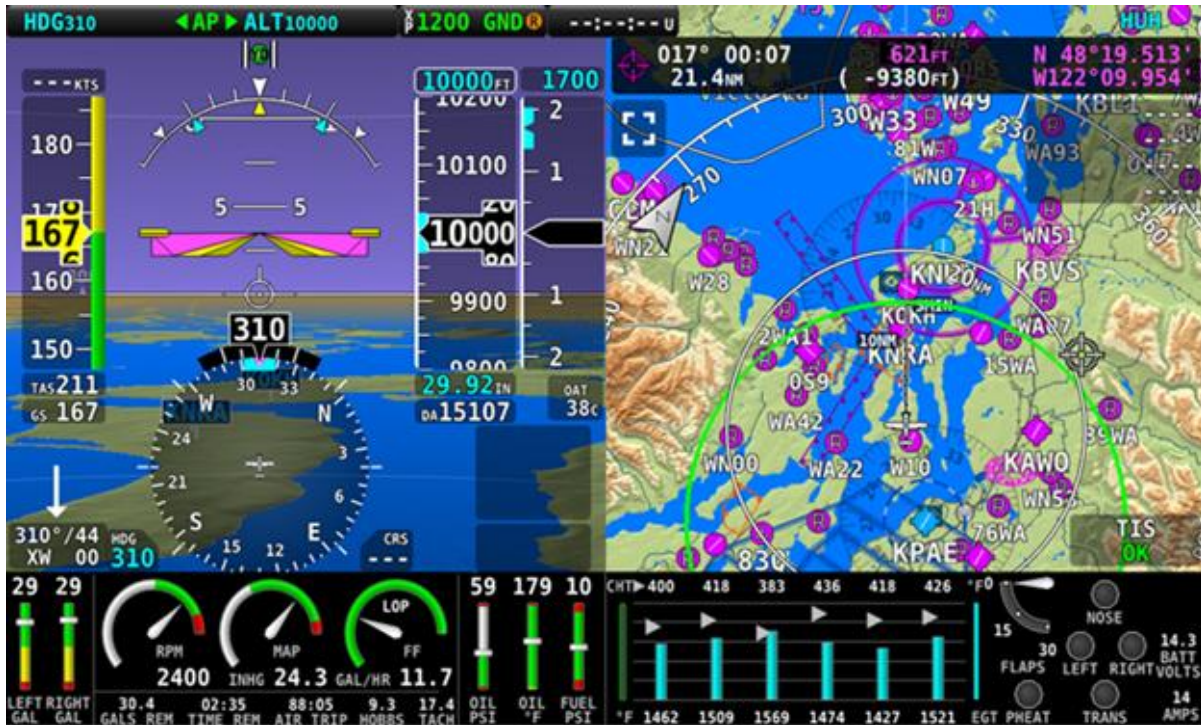 HDG310
AP
ALT10000
1200 GND R
--:--:-- U
HUH
--- KTS
10000FT
1700
017° 00:07
621FT
N 48°19.513'
21.4NM
( -9380FT)
W122°09.954'
W49
KBLI
W33
300
330
81W
WA93
WN07
270
360
21H
WN21
WN51
KBVS
W28
20NM
2WA1
10NM
KNRA
15WA
0S9
WA42
39WA
WN00
WA22
W10
KAWO
WN53
76WA
KPAE
180
160
150
167
5 5
10200
10100
10000
9900
9800
2
1
1
2
310
30
33
W
N
24
3
21
6
S
E
15
12
TAS 211
GS 167
29.92IN
DA15107
OAT
38C
310°/44
XW 00
HDG
310
CRS
---
TIS
OK
29 29
LEFT GAL
RIGHT GAL
RPM
2400
MAP
INHG 24.3
LOP
FF
GAL/HR 11.7
30.4
GALS REM
02:35
TIME REM
88:05
AIR TRIP
9.3
HOBBS
17.4
TACH
59
OIL PSI
179
OIL °F
10
FUEL PSI
CHT 400 418 383 436 418 426 °F
°F 1462 1509 1569 1474 1427 1521 EGT
0
15
30
FLAPS
NOSE
LEFT
RIGHT
PHEAT
TRANS
14.3
BATT
VOLTS
14
AMPS